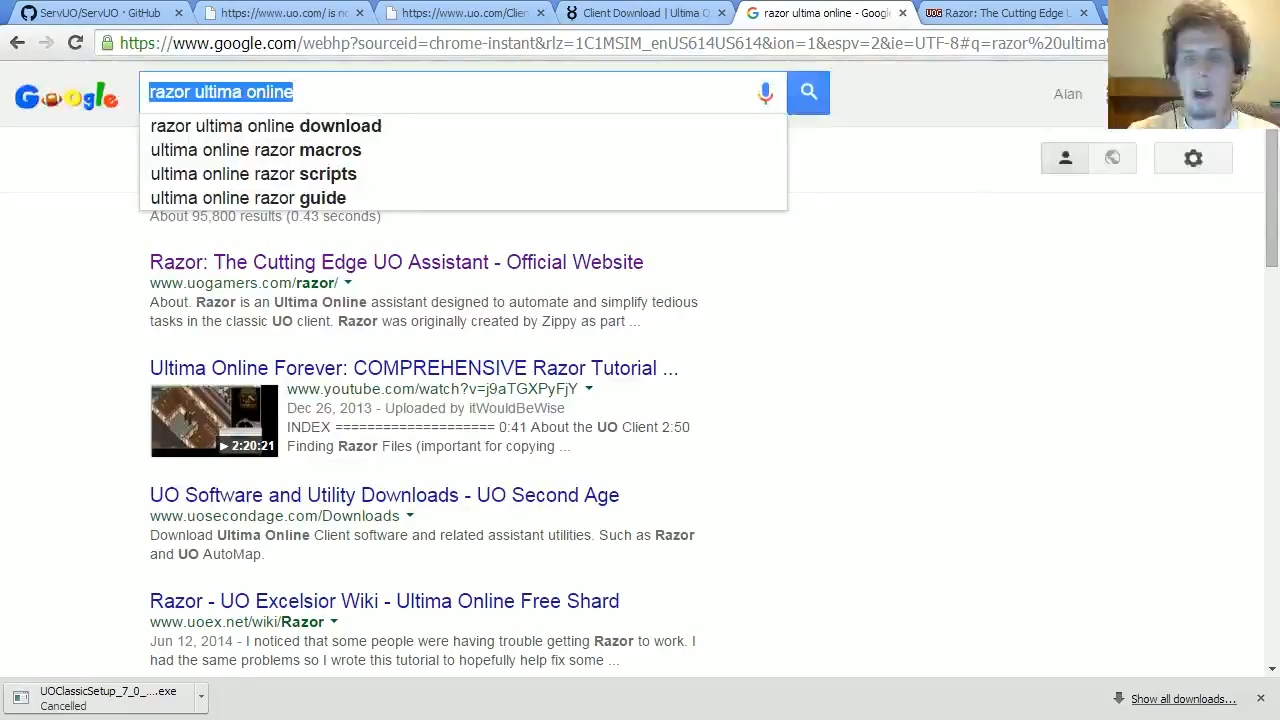 ServUO/ServUO · GitHub
https://www.uo.com/ is no
https://www.uo.com/Clien
Client Download | Ultima O
razor ultima online - Goog
Razor: The Cutting Edge U
https://www.google.com/webhp?sourceid=chrome-instant&rlz=1C1MSIM_enUS614US614&ion=1&espv=2&ie=UTF-8#q=razor%20ultima
Google
razor ultima online
Alan
razor ultima online download
ultima online razor macros
ultima online razor scripts
ultima online razor guide
About 95,800 results (0.43 seconds)
Razor: The Cutting Edge UO Assistant - Official Website
www.uogamers.com/razor/
About. Razor is an Ultima Online assistant designed to automate and simplify tedious
tasks in the classic UO client. Razor was originally created by Zippy as part ...
Ultima Online Forever: COMPREHENSIVE Razor Tutorial ...
www.youtube.com/watch?v=j9aTGXPyFjY
Dec 26, 2013 - Uploaded by itWouldBeWise
INDEX ==================== 0:41 About the UO Client 2:50
Finding Razor Files (important for copying ...
2:20:21
UO Software and Utility Downloads - UO Second Age
www.uosecondage.com/Downloads
Download Ultima Online Client software and related assistant utilities. Such as Razor
and UO AutoMap.
Razor - UO Excelsior Wiki - Ultima Online Free Shard
www.uoex.net/wiki/Razor
Jun 12, 2014 - I noticed that some people were having trouble getting Razor to work. I
had the same problems so I wrote this tutorial to hopefully help fix some ...
UOClassicSetup_7_0_....exe
Cancelled
Show all downloads...